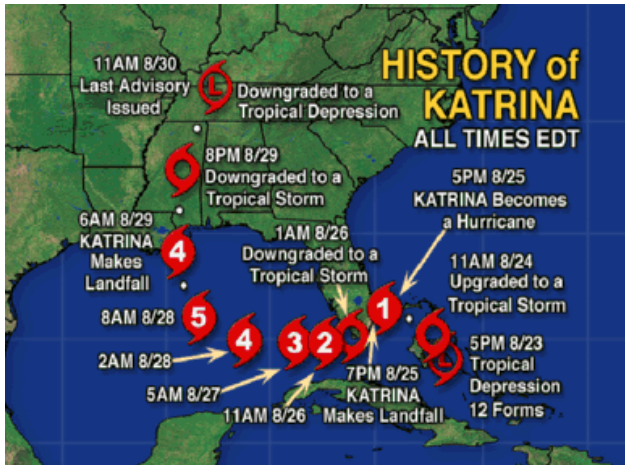 HISTORY of
KATRINA
ALL TIMES EDT
11AM 8/30
Last Advisory
Issued
L
Downgraded to a
Tropical Depression
8PM 8/29
Downgraded to a
Tropical Storm
6AM 8/29
KATRINA
Makes
Landfall
4
8AM 8/28
5
2AM 8/28
4
5AM 8/27
3
11AM 8/26
2
1AM 8/26
Downgraded to a
Tropical Storm
7PM 8/25
KATRINA
Makes Landfall
1
5PM 8/25
KATRINA Becomes
a Hurricane
11AM 8/24
Upgraded to a
Tropical Storm
L
5PM 8/23
Tropical
Depression
12 Forms